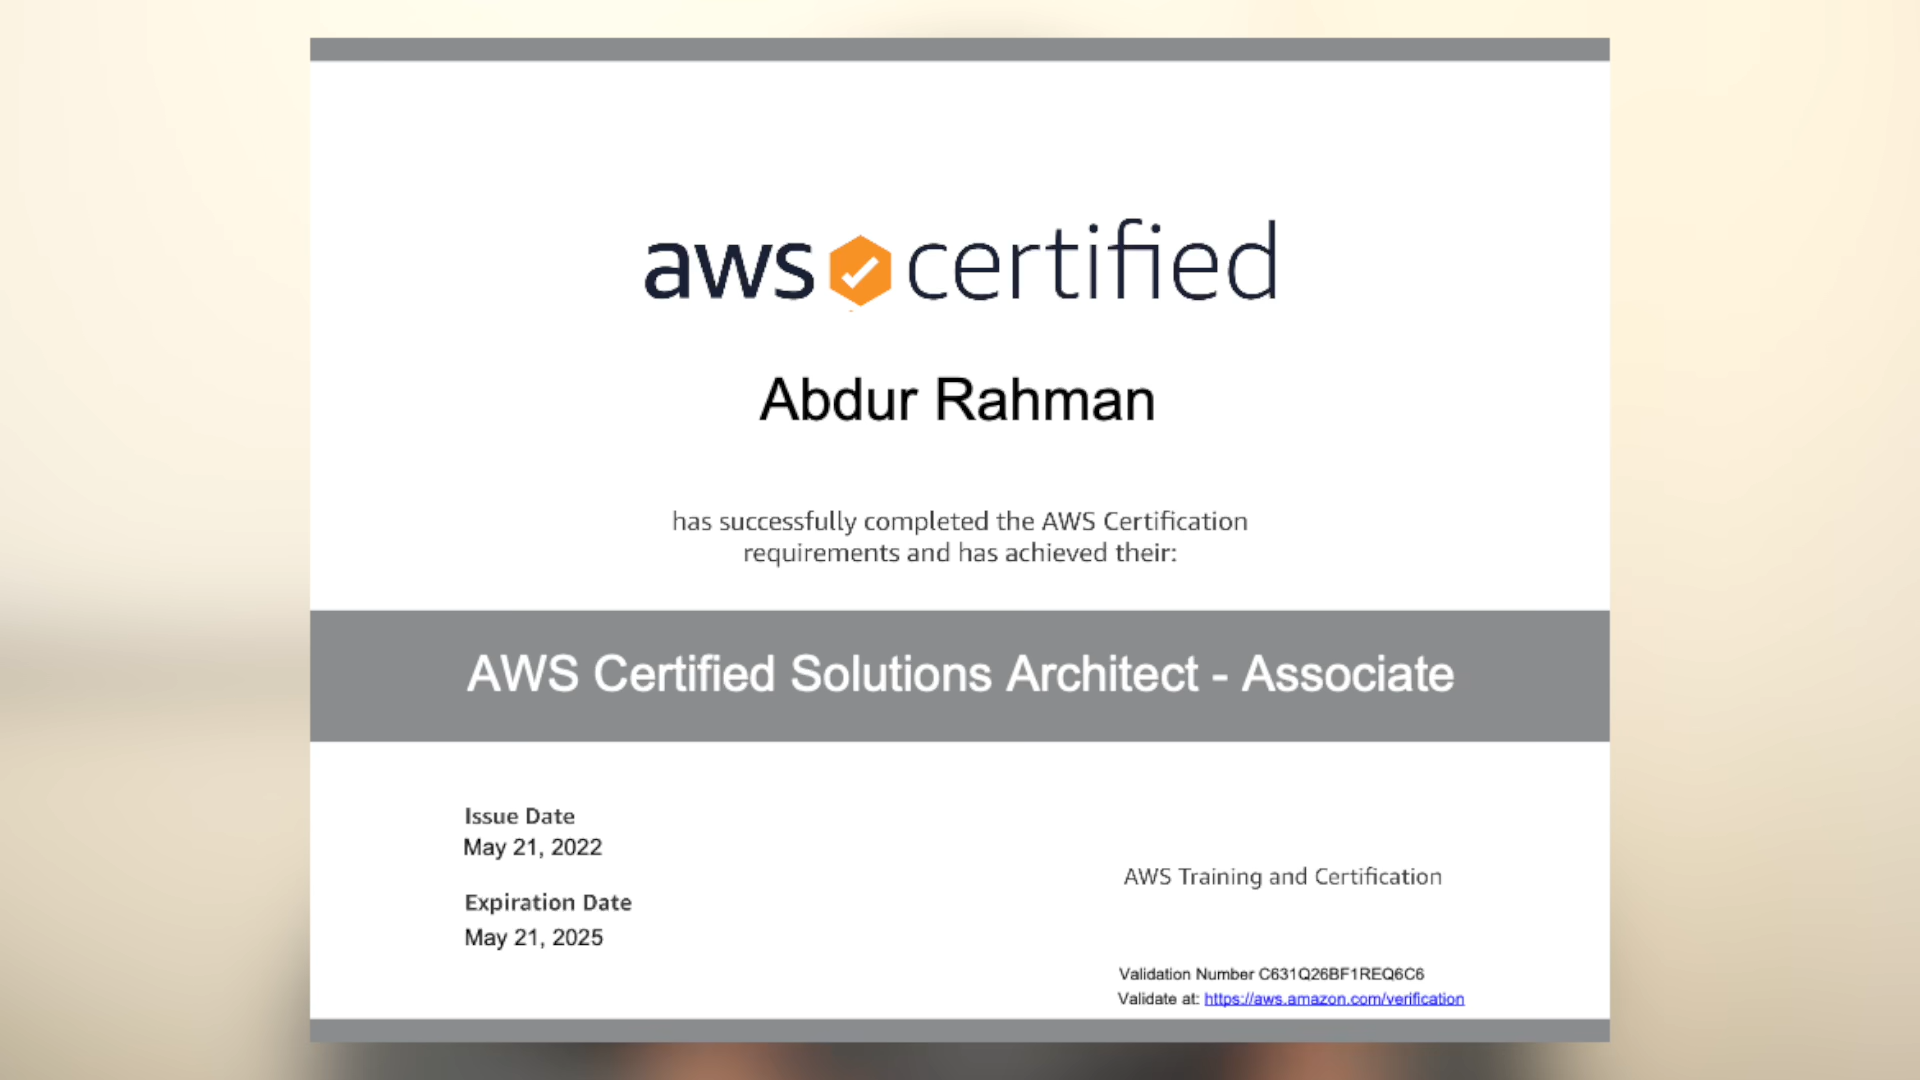 aws certified
Abdur Rahman
has successfully completed the AWS Certification
requirements and has achieved their:
AWS Certified Solutions Architect - Associate
Issue Date
May 21, 2022
Expiration Date
May 21, 2025
AWS Training and Certification
Validation Number C631Q26BF1REQ6C6
Validate at: https://aws.amazon.com/verification